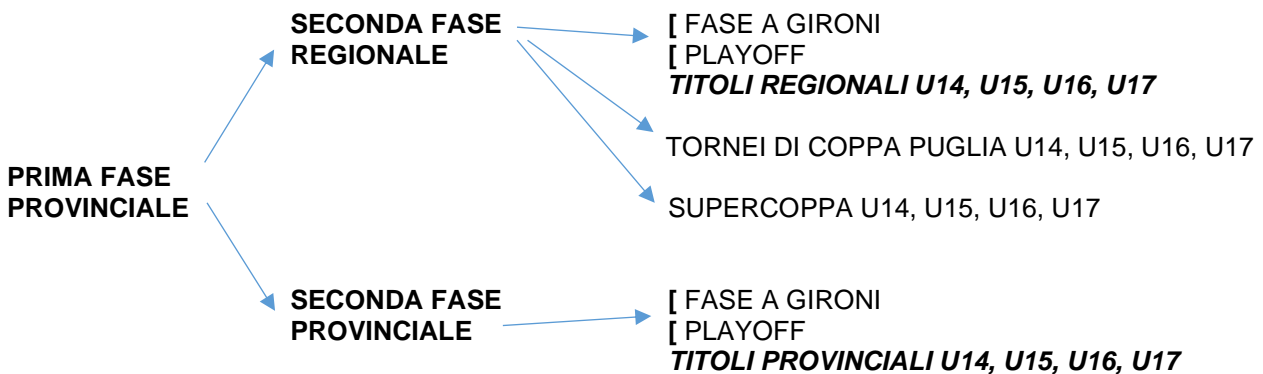 PRIMA FASE
PROVINCIALE
SECONDA FASE
REGIONALE
[ FASE A GIRONI
[ PLAYOFF
TITOLI REGIONALI U14, U15, U16, U17
TORNEI DI COPPA PUGLIA U14, U15, U16, U17
SUPERCOPPA U14, U15, U16, U17
SECONDA FASE
PROVINCIALE
[ FASE A GIRONI
[ PLAYOFF
TITOLI PROVINCIALI U14, U15, U16, U17